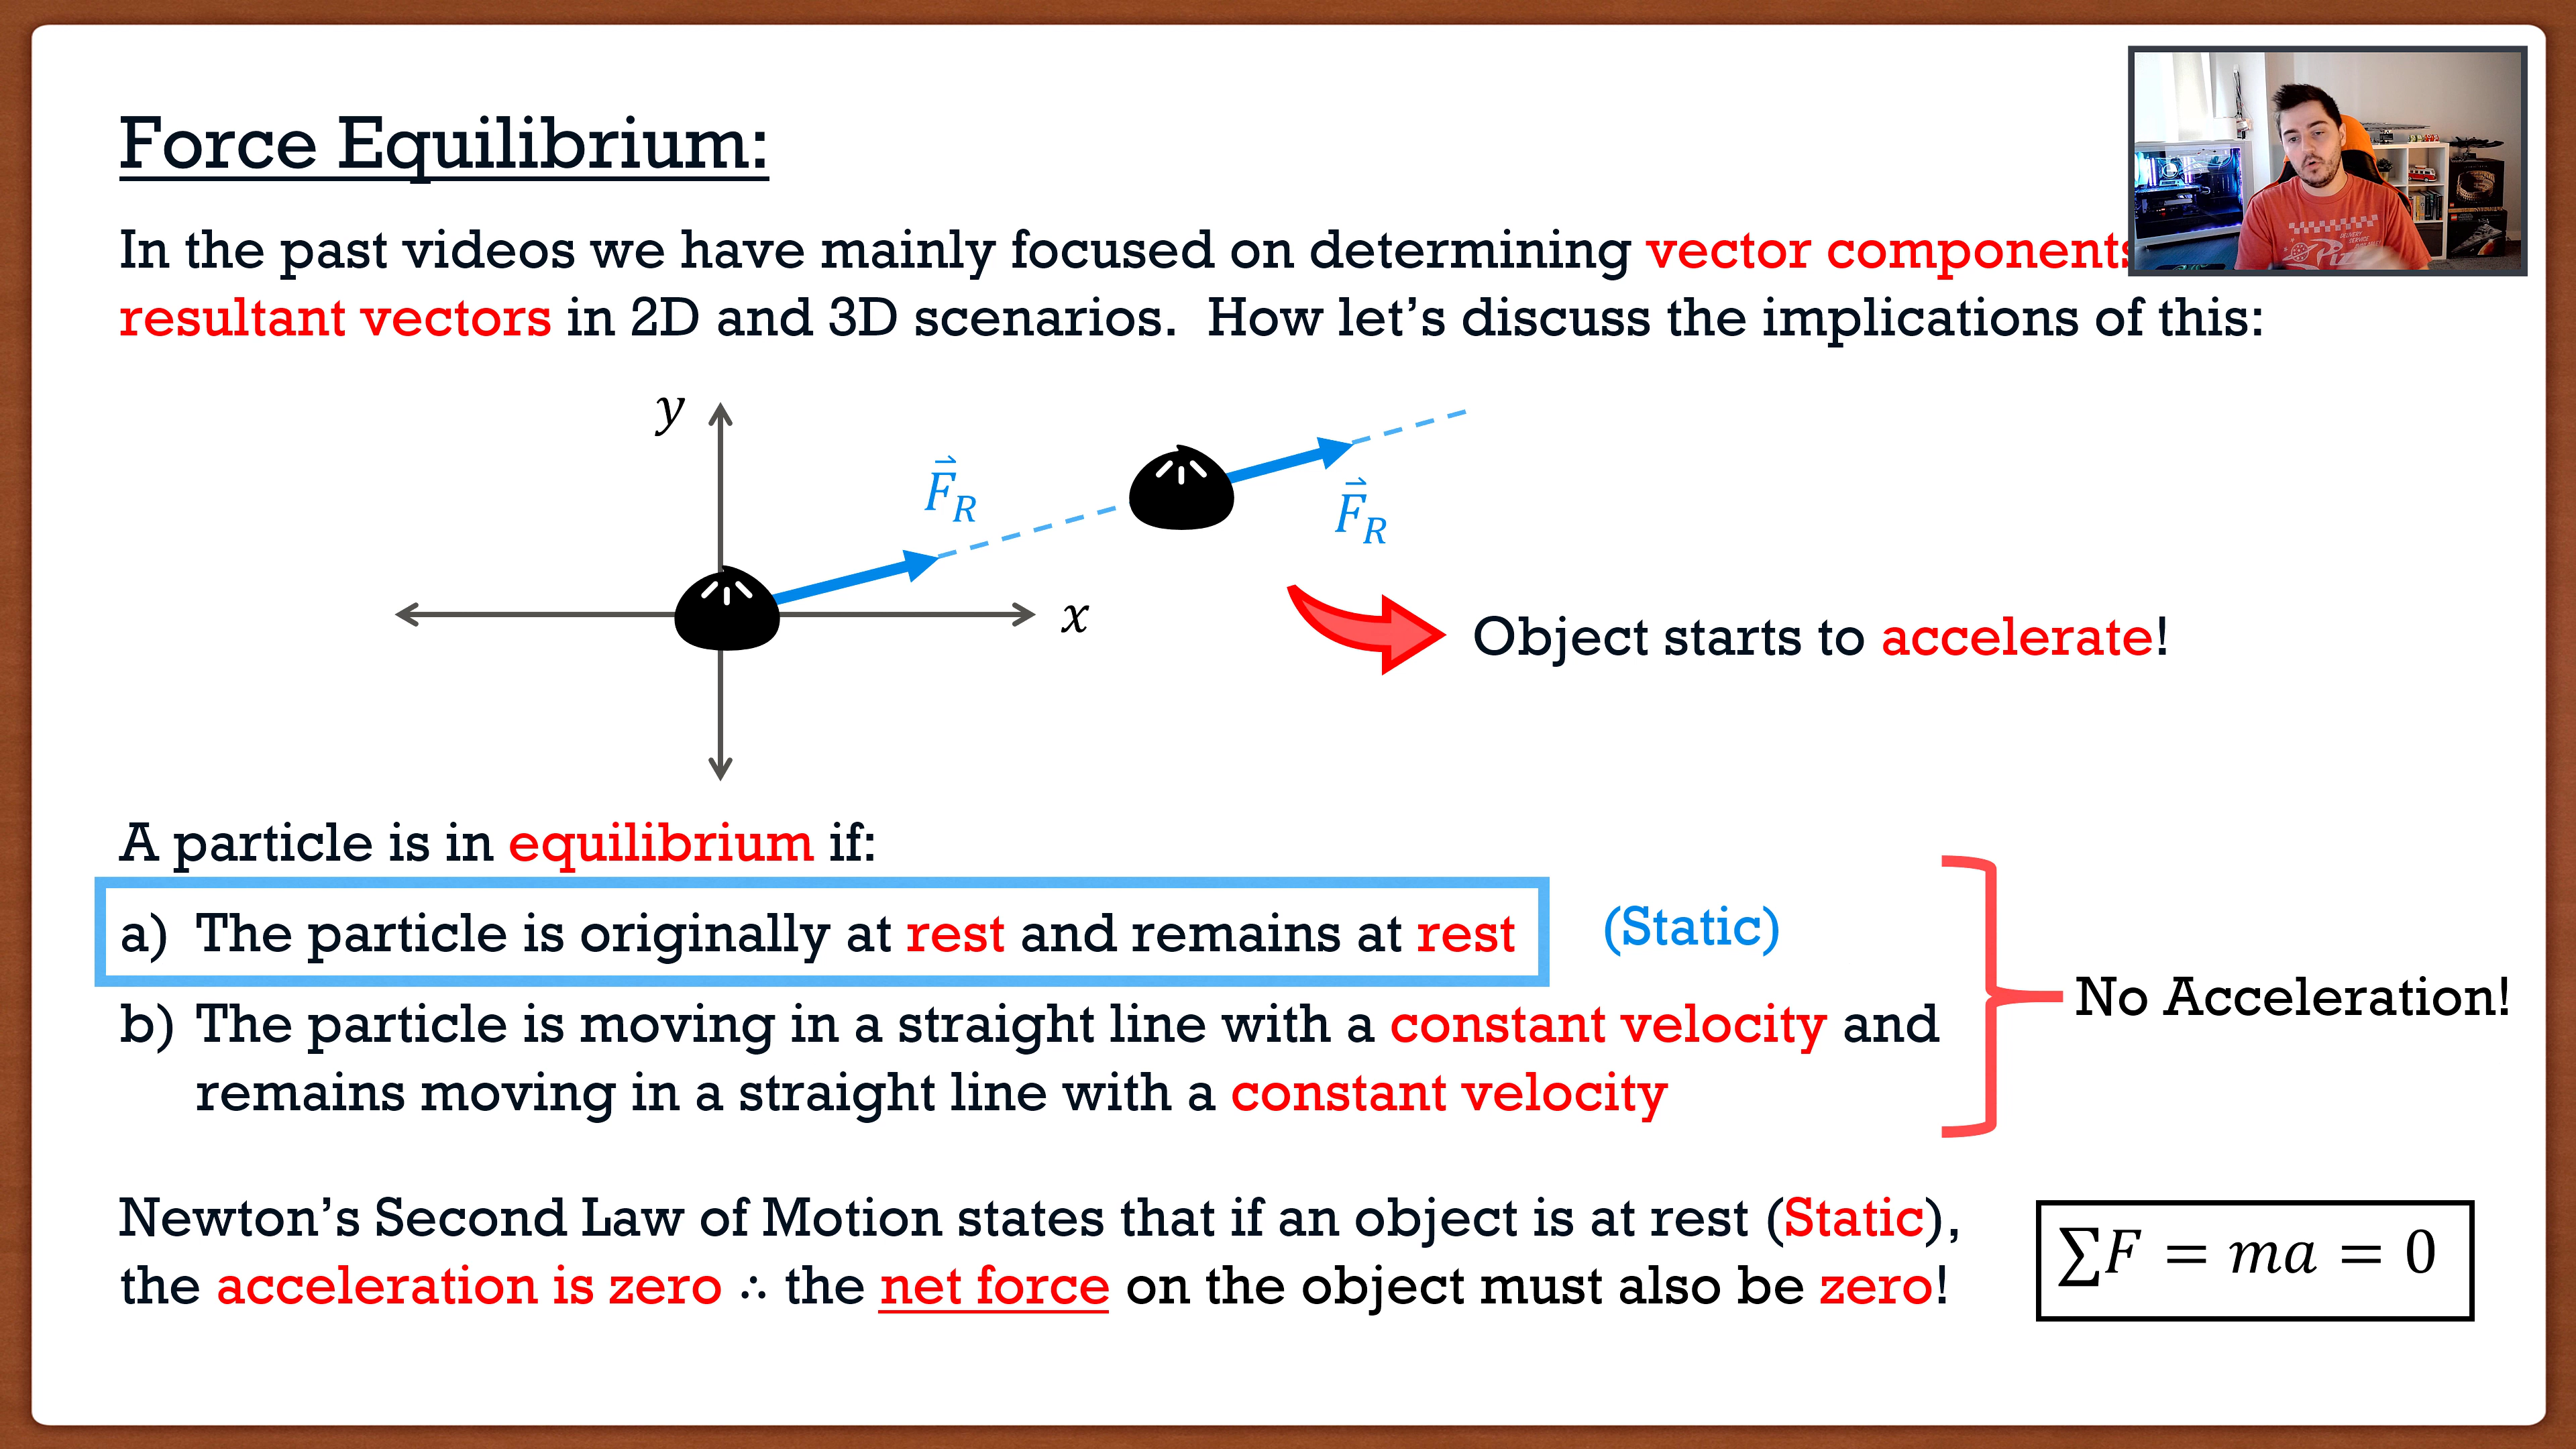 Force Equilibrium:
In the past videos we have mainly focused on determining vector components
resultant vectors in 2D and 3D scenarios. How let's discuss the implications of this:
y
F⃗_R
F⃗_R
x
Object starts to accelerate!
A particle is in equilibrium if:
a) The particle is originally at rest and remains at rest (Static)
b) The particle is moving in a straight line with a constant velocity and
remains moving in a straight line with a constant velocity
No Acceleration!
Newton's Second Law of Motion states that if an object is at rest (Static),
the acceleration is zero ∴ the net force on the object must also be zero!
∑F = ma = 0